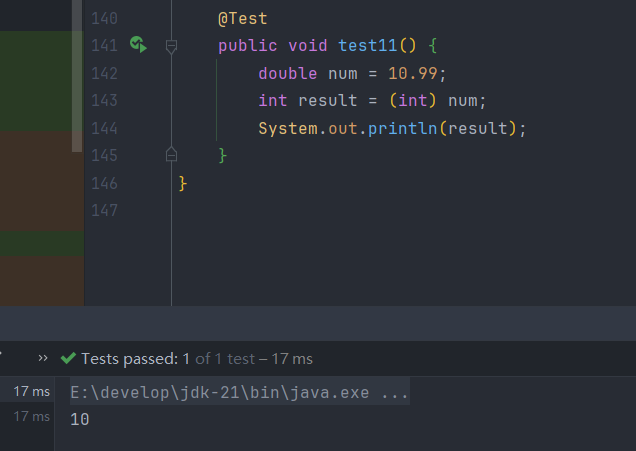 140 @Test
141 public void test11() {
142 double num = 10.99;
143 int result = (int) num;
144 System.out.println(result);
145 }
146 }
147
» Tests passed: 1 of 1 test – 17 ms
17 ms E:\develop\jdk-21\bin\java.exe ...
17 ms 10